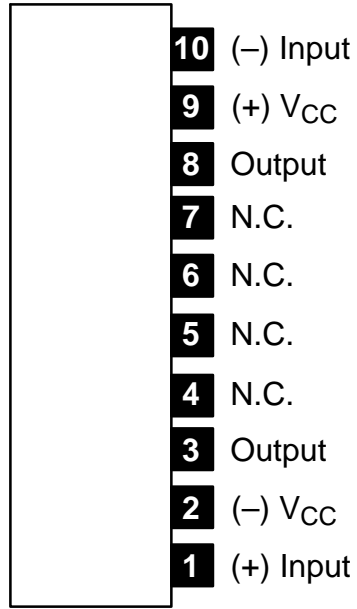 10 (–) Input
9 (+) VCC
8 Output
7 N.C.
6 N.C.
5 N.C.
4 N.C.
3 Output
2 (–) VCC
1 (+) Input